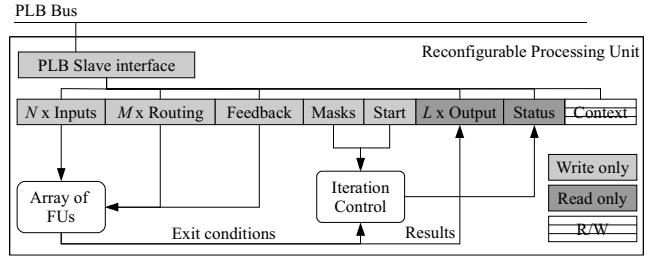 PLB Bus
Reconfigurable Processing Unit
PLB Slave interface
N x Inputs
M x Routing
Feedback
Masks
Start
L x Output
Status
Context
Write only
Read only
R/W
Array of
FUs
Iteration
Control
Exit conditions
Results